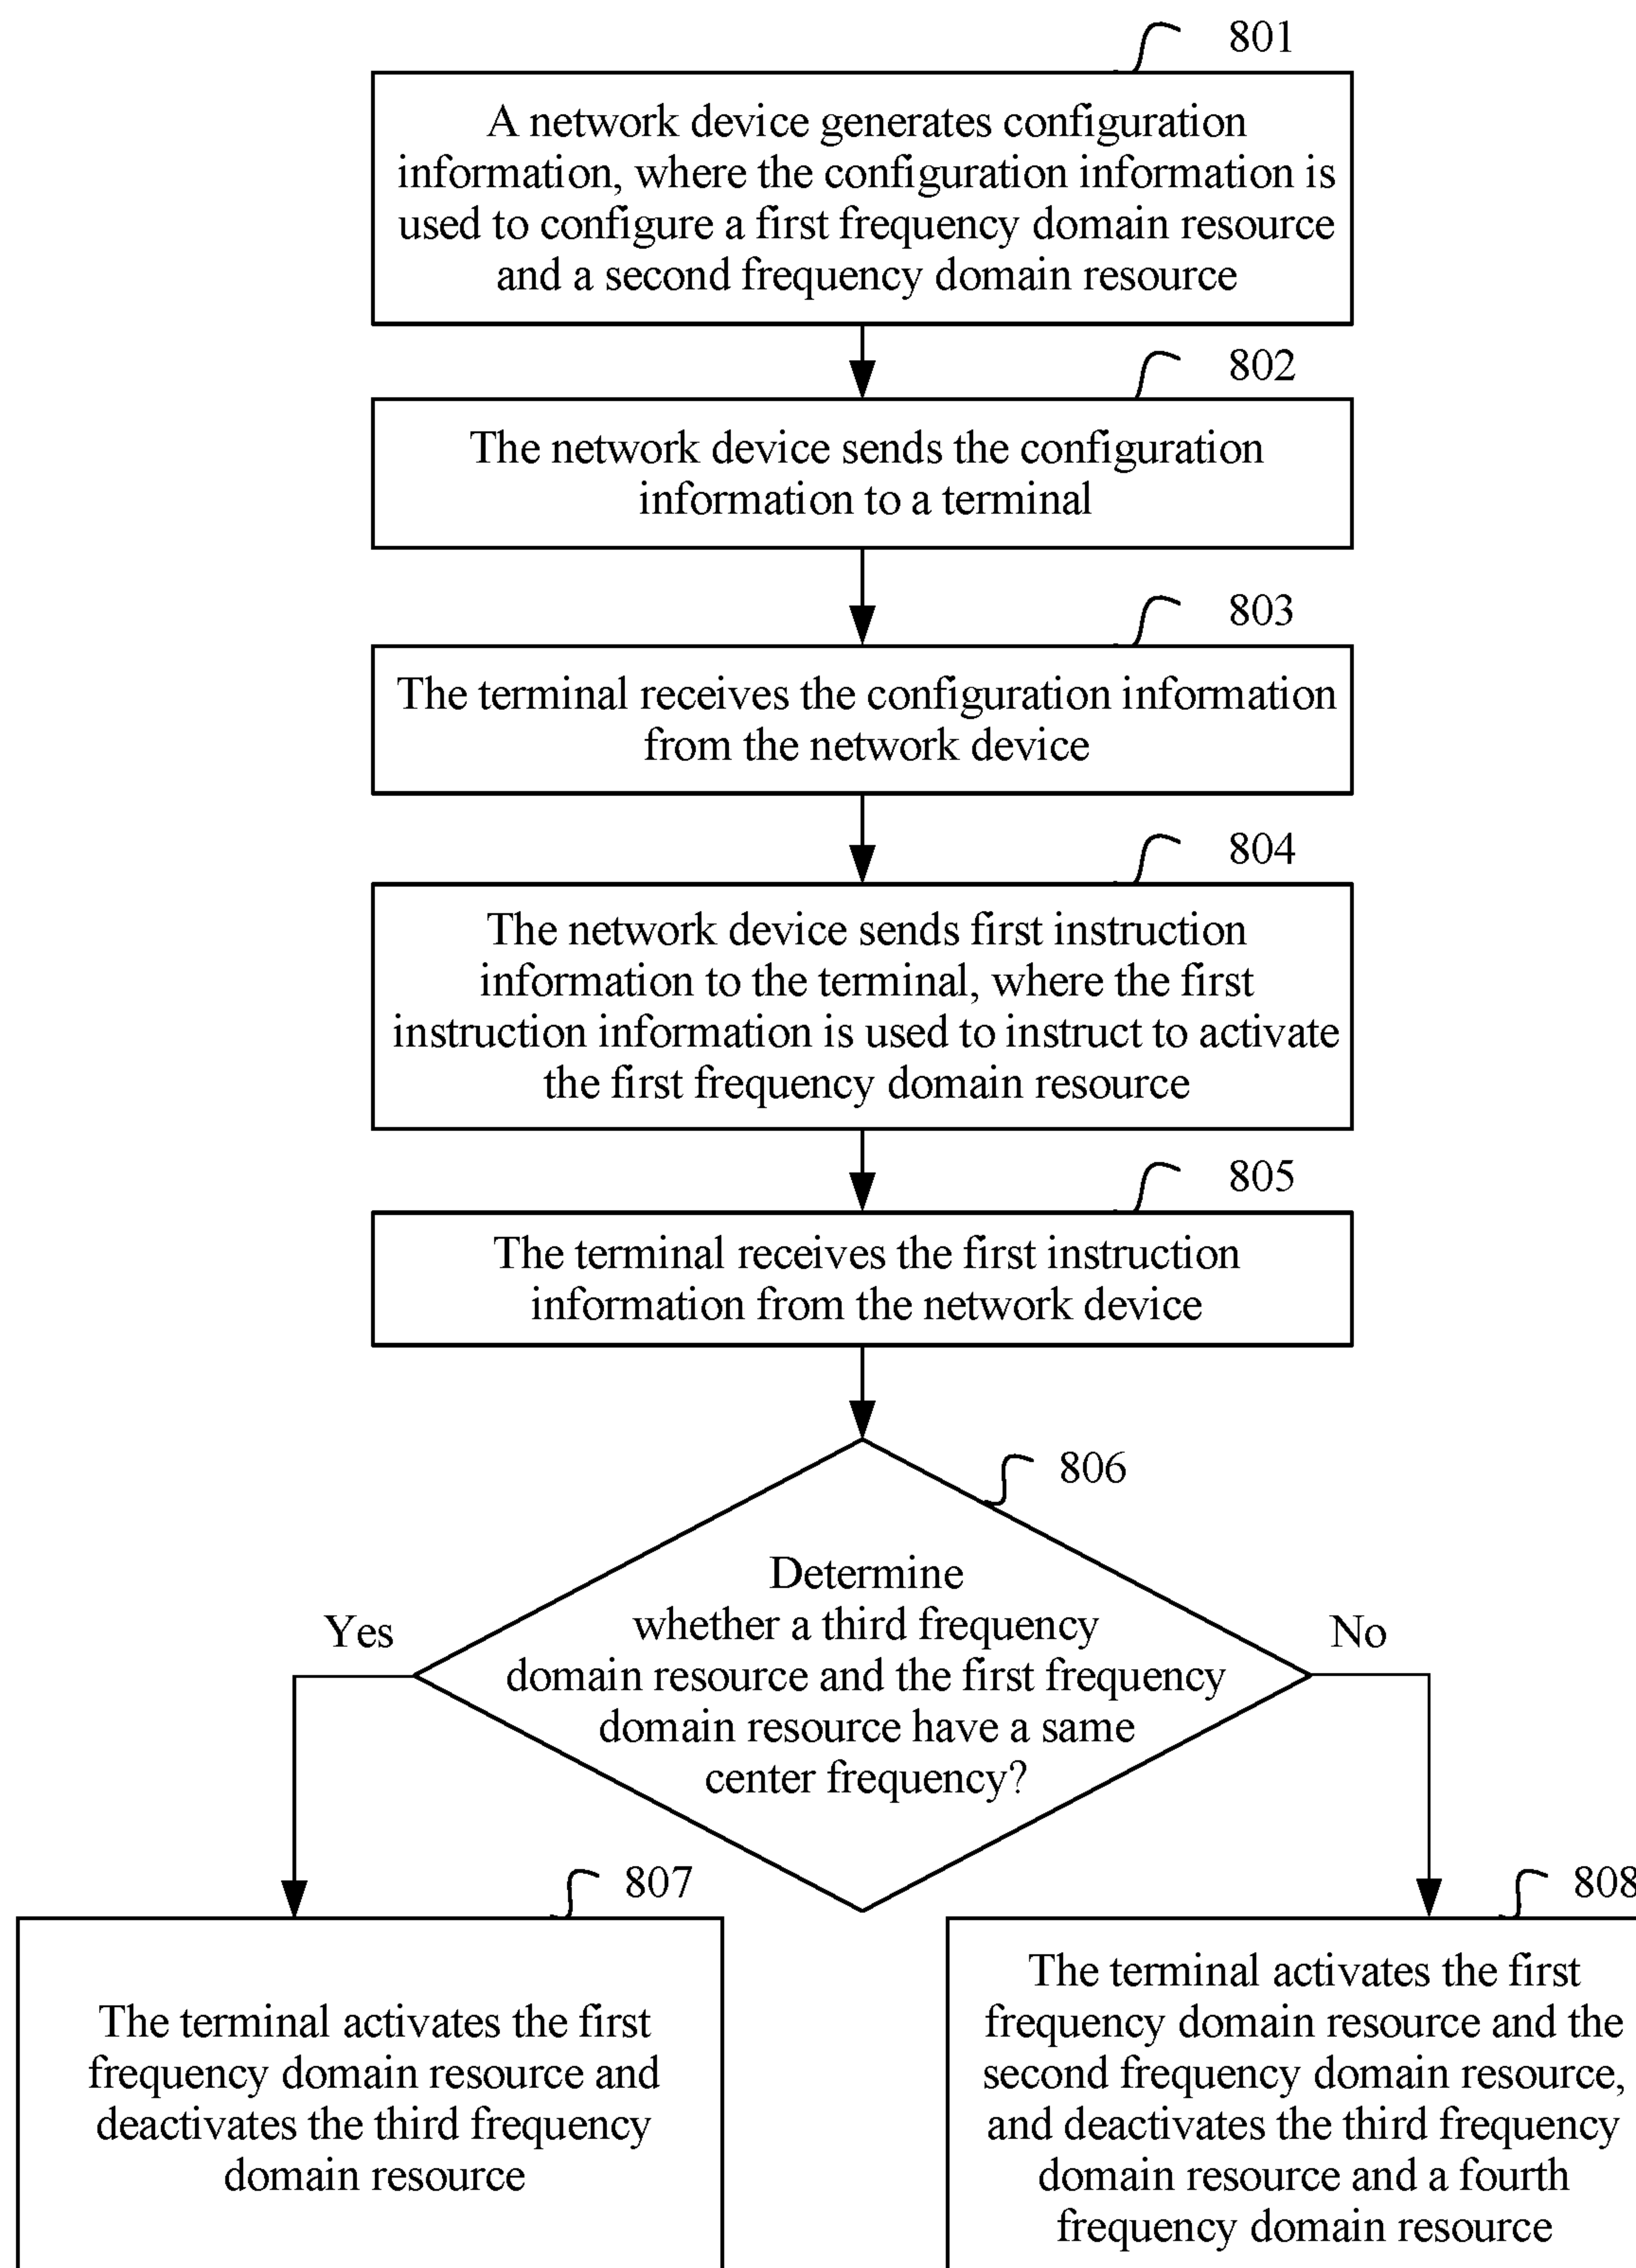 801
A network device generates configuration
information, where the configuration information is
used to configure a first frequency domain resource
and a second frequency domain resource
802
The network device sends the configuration
information to a terminal
803
The terminal receives the configuration information
from the network device
804
The network device sends first instruction
information to the terminal, where the first
instruction information is used to instruct to activate
the first frequency domain resource
805
The terminal receives the first instruction
information from the network device
806
Determine
whether a third frequency
domain resource and the first frequency
domain resource have a same
center frequency?
Yes
No
807
The terminal activates the first
frequency domain resource and
deactivates the third frequency
domain resource
808
The terminal activates the first
frequency domain resource and the
second frequency domain resource,
and deactivates the third frequency
domain resource and a fourth
frequency domain resource